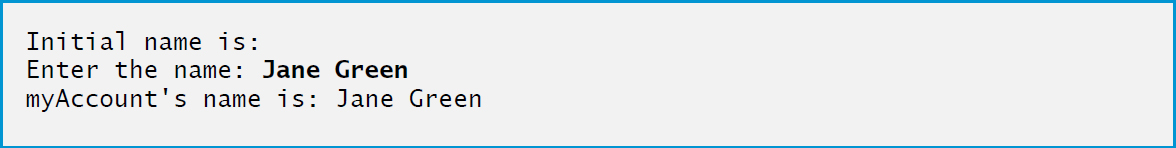 Initial name is:
Enter the name: Jane Green
myAccount's name is: Jane Green